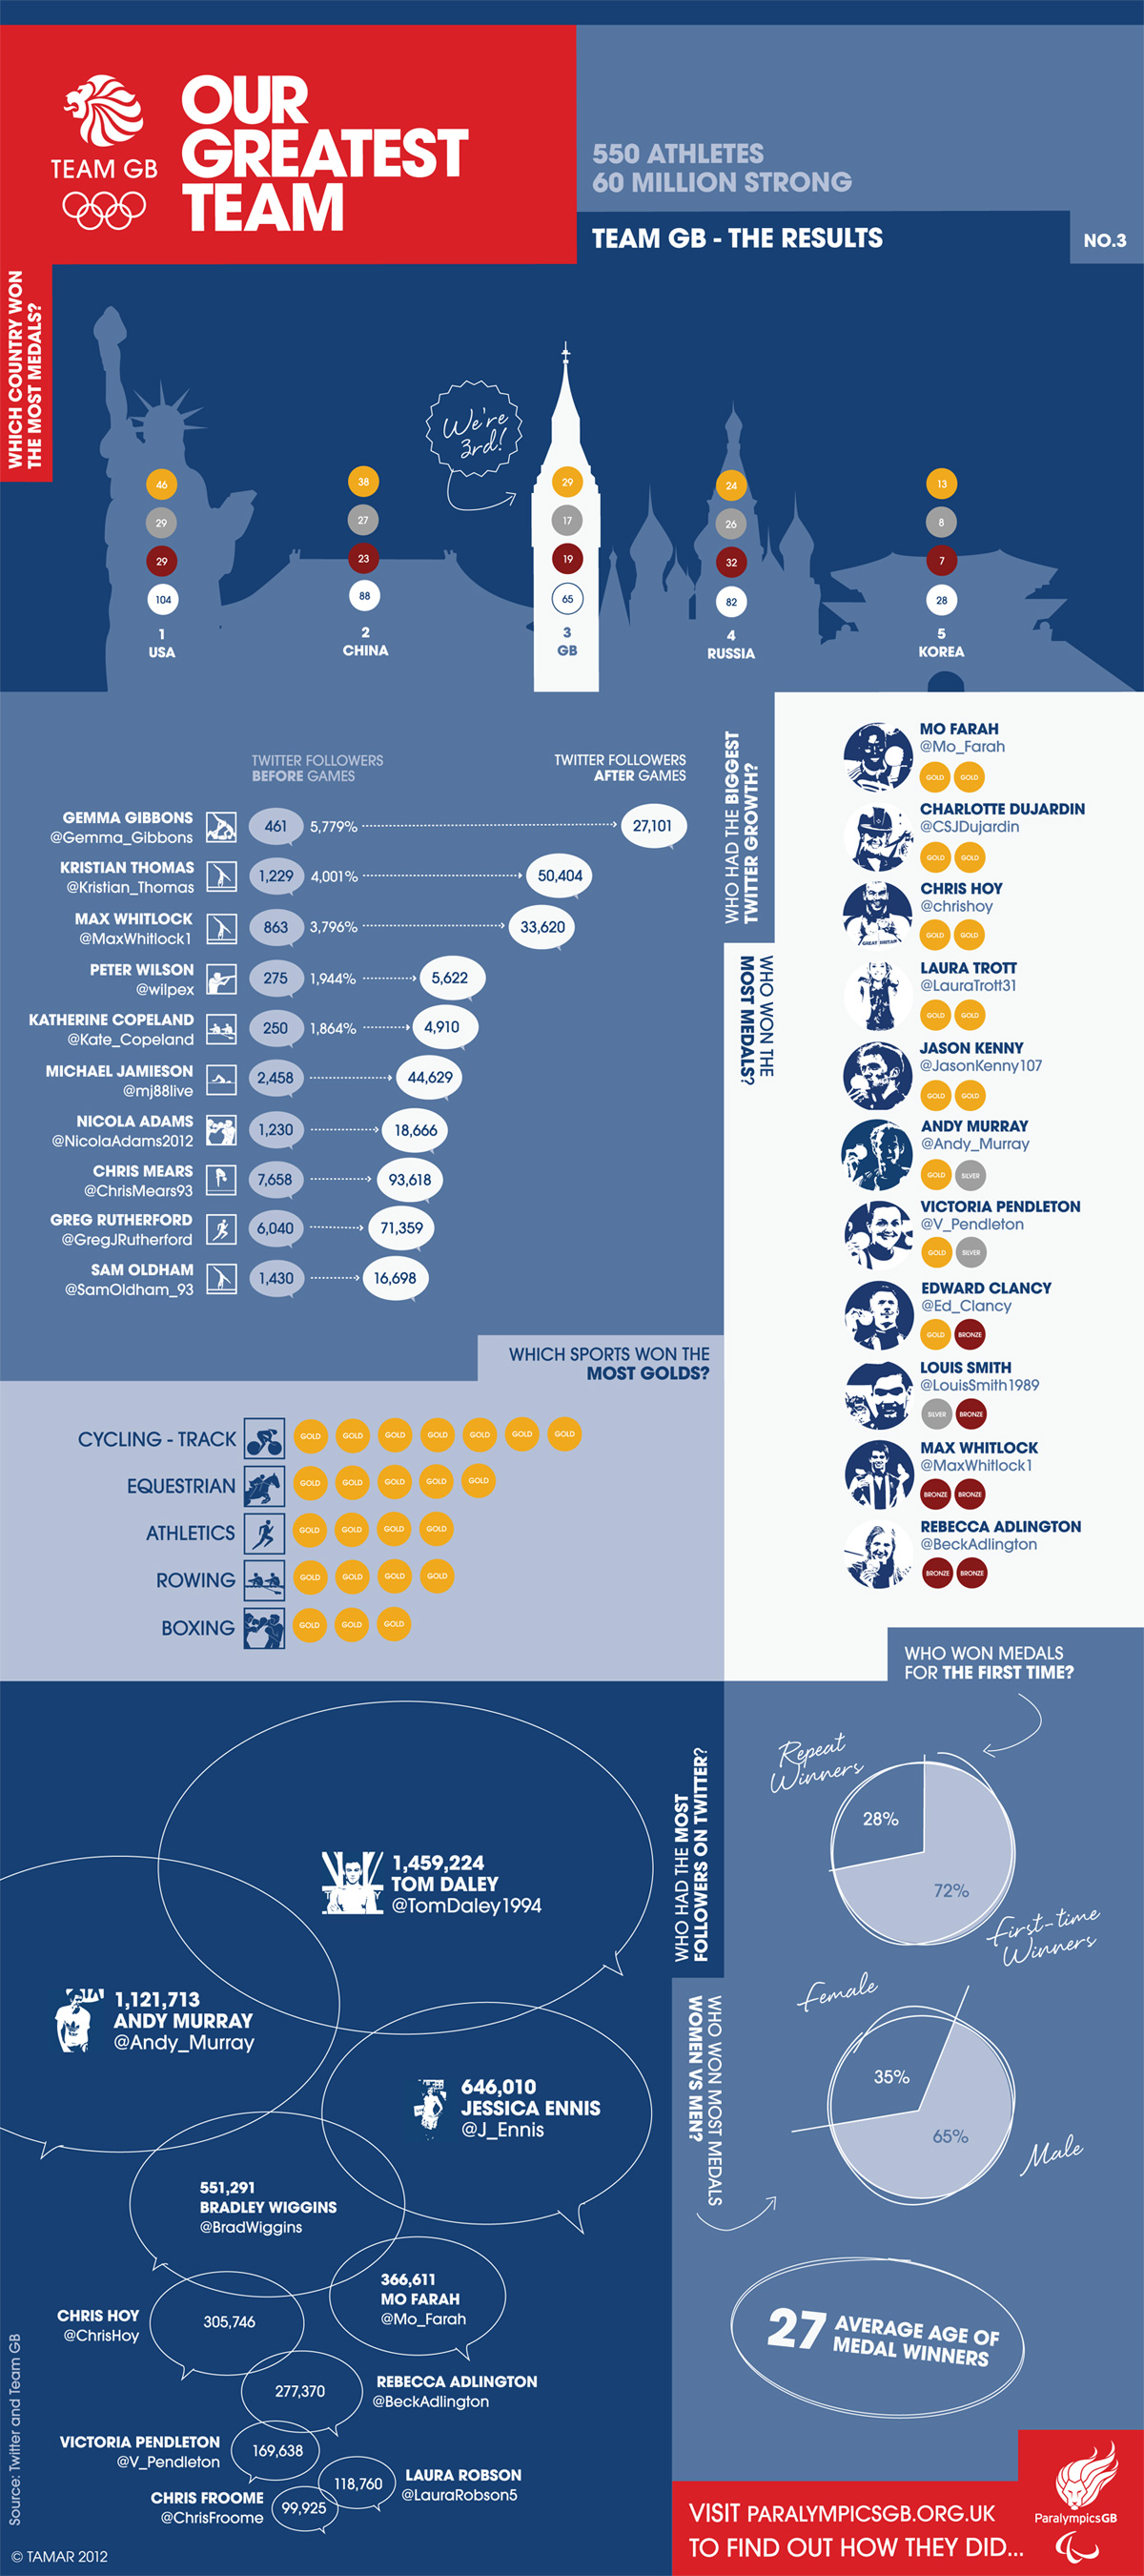 TEAM GB
OUR
GREATEST
TEAM
550 ATHLETES
60 MILLION STRONG
TEAM GB - THE RESULTS
NO.3
WHICH COUNTRY WON
THE MOST MEDALS?
We're
3rd!
46
29
29
104
1
USA
38
27
23
88
2
CHINA
29
17
19
65
3
GB
24
26
32
82
4
RUSSIA
13
8
7
28
5
KOREA
WHO HAD THE BIGGEST
TWITTER GROWTH?
TWITTER FOLLOWERS
BEFORE GAMES
TWITTER FOLLOWERS
AFTER GAMES
GEMMA GIBBONS
@Gemma_Gibbons
461 5,779% 27,101
KRISTIAN THOMAS
@Kristian_Thomas
1,229 4,001% 50,404
MAX WHITLOCK
@MaxWhitlock1
863 3,796% 33,620
PETER WILSON
@wilpex
275 1,944% 5,622
KATHERINE COPELAND
@Kate_Copeland
250 1,864% 4,910
MICHAEL JAMIESON
@mj88live
2,458 44,629
NICOLA ADAMS
@NicolaAdams2012
1,230 18,666
CHRIS MEARS
@ChrisMears93
7,658 93,618
GREG RUTHERFORD
@GregJRutherford
6,040 71,359
SAM OLDHAM
@SamOldham_93
1,430 16,698
WHO WON THE
MOST MEDALS?
MO FARAH
@Mo_Farah
GOLD GOLD
CHARLOTTE DUJARDIN
@CSJDujardin
GOLD GOLD
CHRIS HOY
@chrishoy
GREAT BRITAIN
GOLD GOLD
LAURA TROTT
@LauraTrott31
GOLD GOLD
JASON KENNY
@JasonKenny107
GOLD GOLD
ANDY MURRAY
@Andy_Murray
GOLD SILVER
VICTORIA PENDLETON
@V_Pendleton
GOLD SILVER
EDWARD CLANCY
@Ed_Clancy
GOLD BRONZE
LOUIS SMITH
@LouisSmith1989
SILVER BRONZE
MAX WHITLOCK
@MaxWhitlock1
BRONZE BRONZE
REBECCA ADLINGTON
@BeckAdlington
BRONZE BRONZE
WHICH SPORTS WON THE
MOST GOLDS?
CYCLING - TRACK
GOLD GOLD GOLD GOLD GOLD GOLD GOLD
EQUESTRIAN
GOLD GOLD GOLD GOLD GOLD
ATHLETICS
GOLD GOLD GOLD GOLD
ROWING
GOLD GOLD GOLD GOLD
BOXING
GOLD GOLD GOLD
WHO WON MEDALS
FOR THE FIRST TIME?
Repeat
Winners
28%
72%
First-time
Winners
WHO HAD THE MOST
FOLLOWERS ON TWITTER?
1,459,224
TOM DALEY
@TomDaley1994
1,121,713
ANDY MURRAY
@Andy_Murray
646,010
JESSICA ENNIS
@J_Ennis
551,291
BRADLEY WIGGINS
@BradWiggins
366,611
MO FARAH
@Mo_Farah
CHRIS HOY
@ChrisHoy
305,746
277,370
REBECCA ADLINGTON
@BeckAdlington
VICTORIA PENDLETON
@V_Pendleton
169,638
118,760
LAURA ROBSON
@LauraRobson5
CHRIS FROOME
@ChrisFroome
99,925
WHO WON MOST MEDALS
WOMEN VS MEN?
Female
35%
65%
Male
27 AVERAGE AGE OF
MEDAL WINNERS
Source: Twitter and Team GB
© TAMAR 2012
VISIT PARALYMPICSGB.ORG.UK
TO FIND OUT HOW THEY DID...
ParalympicsGB